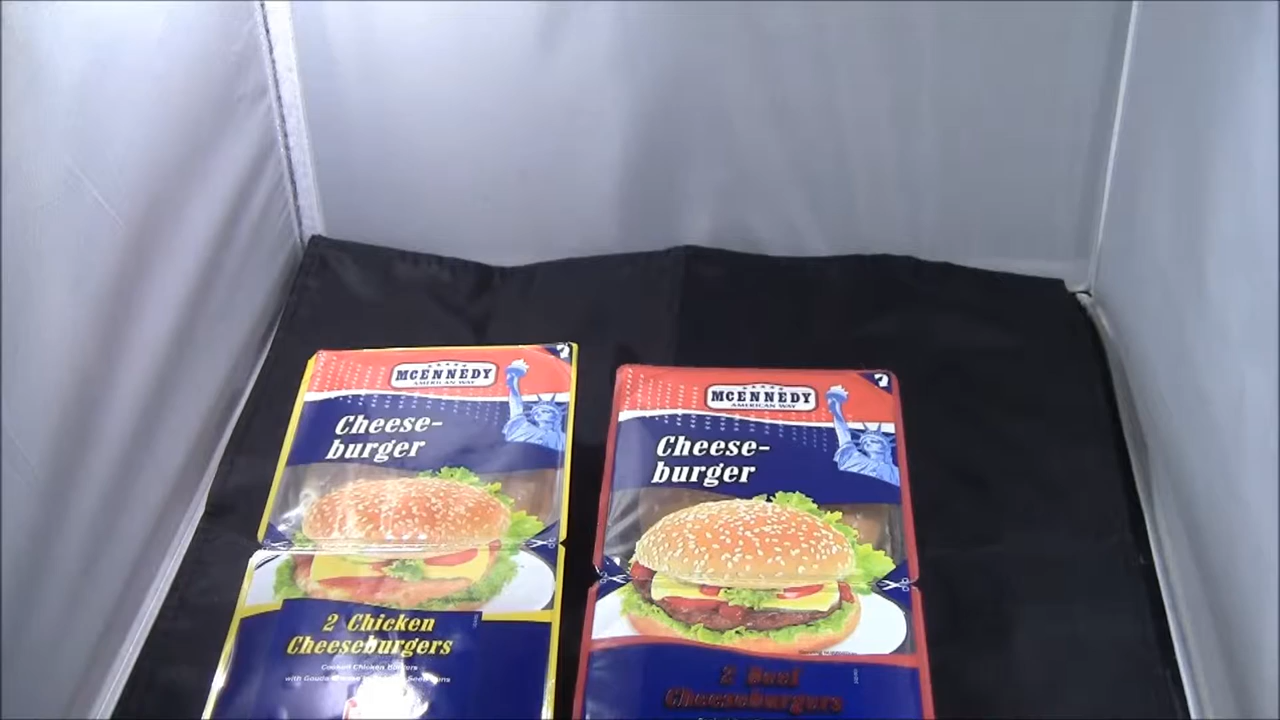 MCENNEDY
AMERICAN WAY
Cheese-
burger
2 Chicken
Cheeseburgers
Cooked Chicken Burgers
with Gouda Cheese
MCENNEDY
AMERICAN WAY
Cheese-
burger
2 Beef
Cheeseburgers